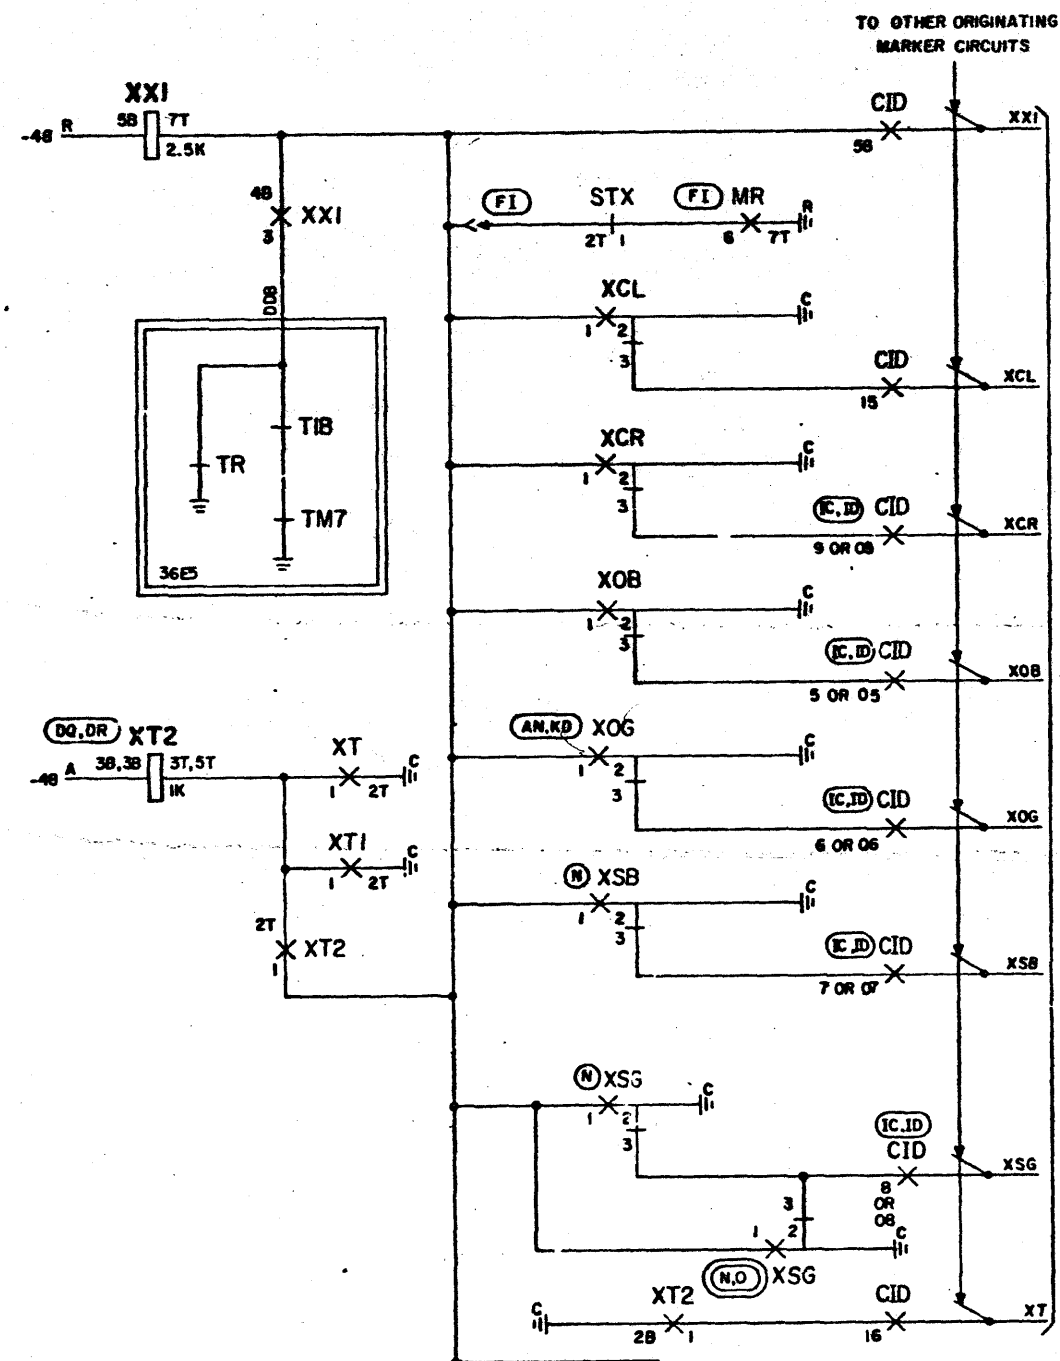 TO OTHER ORIGINATING
MARKER CIRCUITS
XX1
-48 R 5B 7T
2.5K
CID
5B
XX1
4B
XX1
3
FI
STX
2T 1
FI MR
6 7T
R
DDB
XCL
1 2
3
C
CID
15
XCL
T1B
TR
TM7
36E5
XCR
1 2
3
C
IC,ID CID
9 OR 09
XCR
XOB
1 2
3
C
IC,ID CID
5 OR 05
XOB
DQ,DR XT2
-48 A 3B,3B 3T,5T
1K
XT
1 2T
C
AN,KD XOG
1 2
3
C
IC,ID CID
6 OR 06
XOG
XT1
1 2T
C
N XSB
1 2
3
C
IC,ID CID
7 OR 07
XSB
2T
XT2
1
N XSG
1 2
3
C
IC,ID
CID
8
OR
08
XSG
3
1 2
C
N,O XSG
C
XT2
2B 1
CID
16
XT